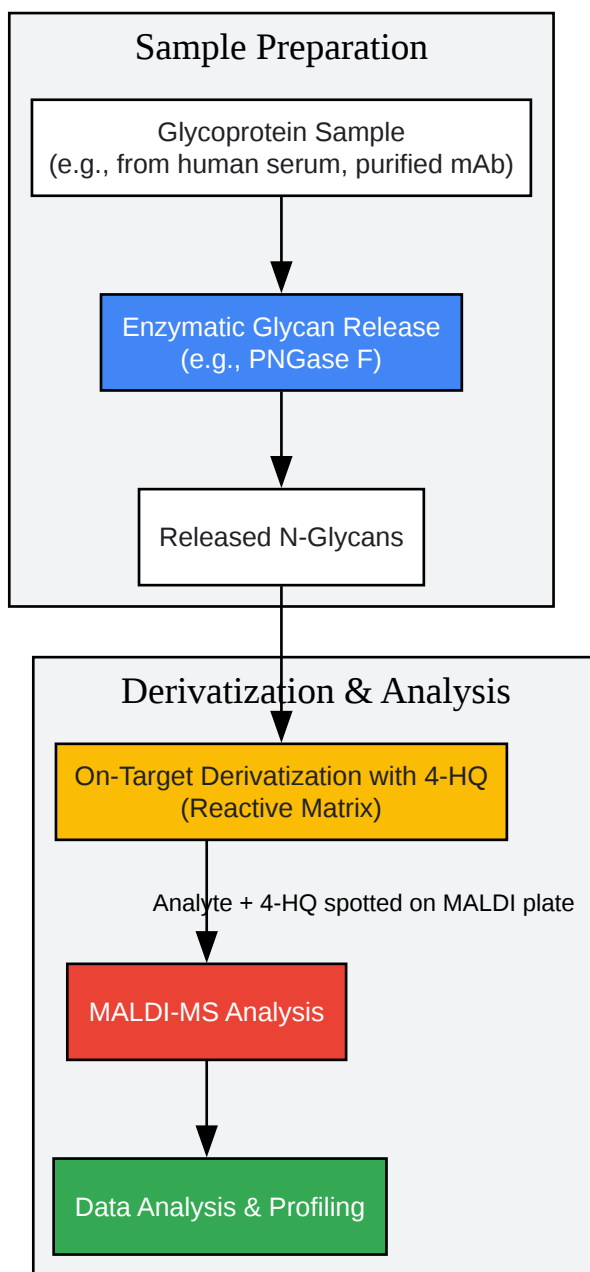 Sample Preparation
Glycoprotein Sample
(e.g., from human serum, purified mAb)
Enzymatic Glycan Release
(e.g., PNGase F)
Released N-Glycans
Derivatization & Analysis
On-Target Derivatization with 4-HQ
(Reactive Matrix)
Analyte + 4-HQ spotted on MALDI plate
MALDI-MS Analysis
Data Analysis & Profiling